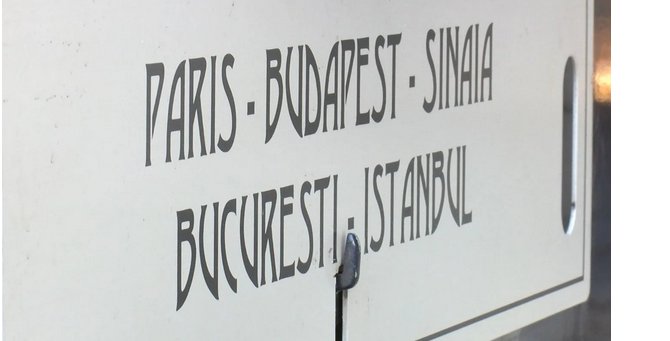 PARIS - BUDAPEST - SINAIA
BUCURESTI - ISTANBUL